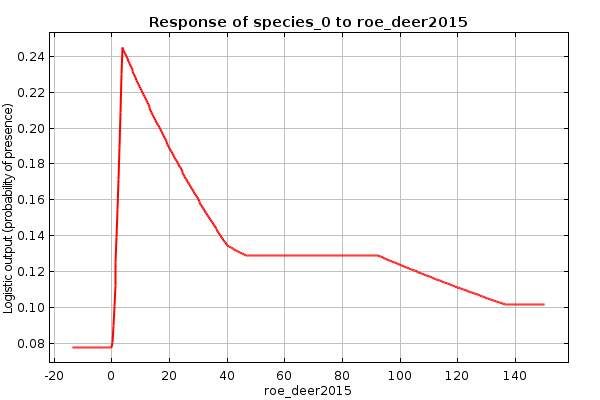 Response of species_0 to roe_deer2015
Logistic output (probability of presence)
0.24
0.22
0.20
0.18
0.16
0.14
0.12
0.10
0.08
-20 0 20 40 60 80 100 120 140
roe_deer2015